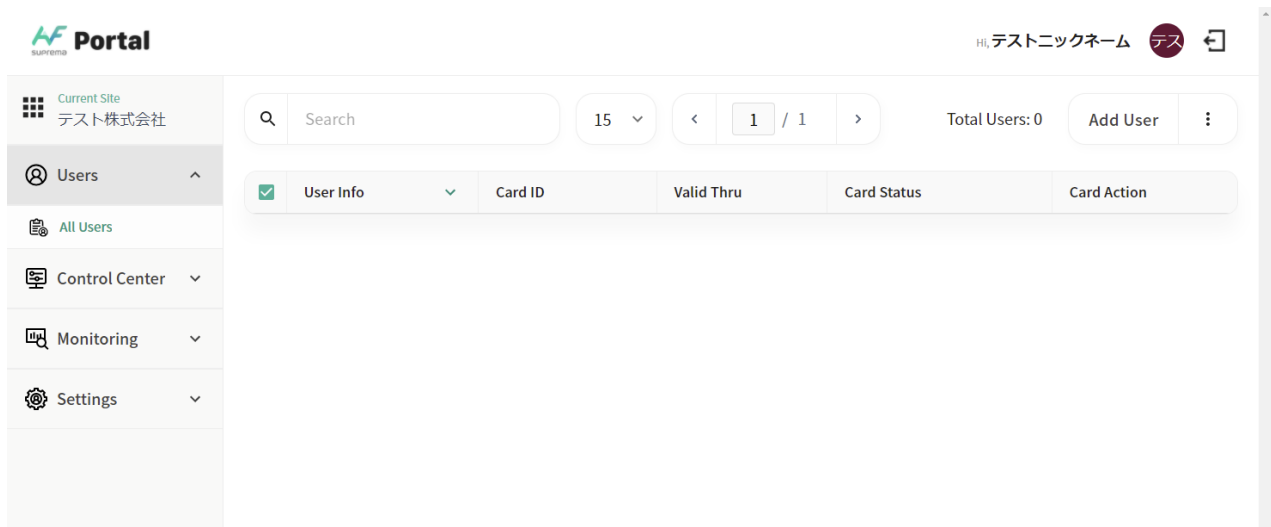 suprema Portal
Hi, テストニックネーム テス
Current Site
テスト株式会社
Search 15 1 / 1 Total Users: 0 Add User
Users
User Info Card ID Valid Thru Card Status Card Action
All Users
Control Center
Monitoring
Settings